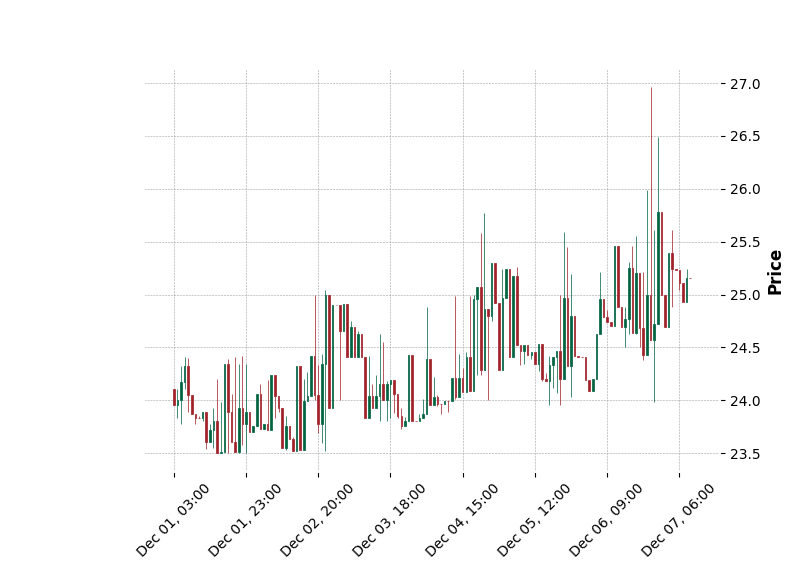 27.0
26.5
26.0
25.5
25.0
24.5
24.0
23.5
Price
Dec 01, 03:00
Dec 01, 23:00
Dec 02, 20:00
Dec 03, 18:00
Dec 04, 15:00
Dec 05, 12:00
Dec 06, 09:00
Dec 07, 06:00